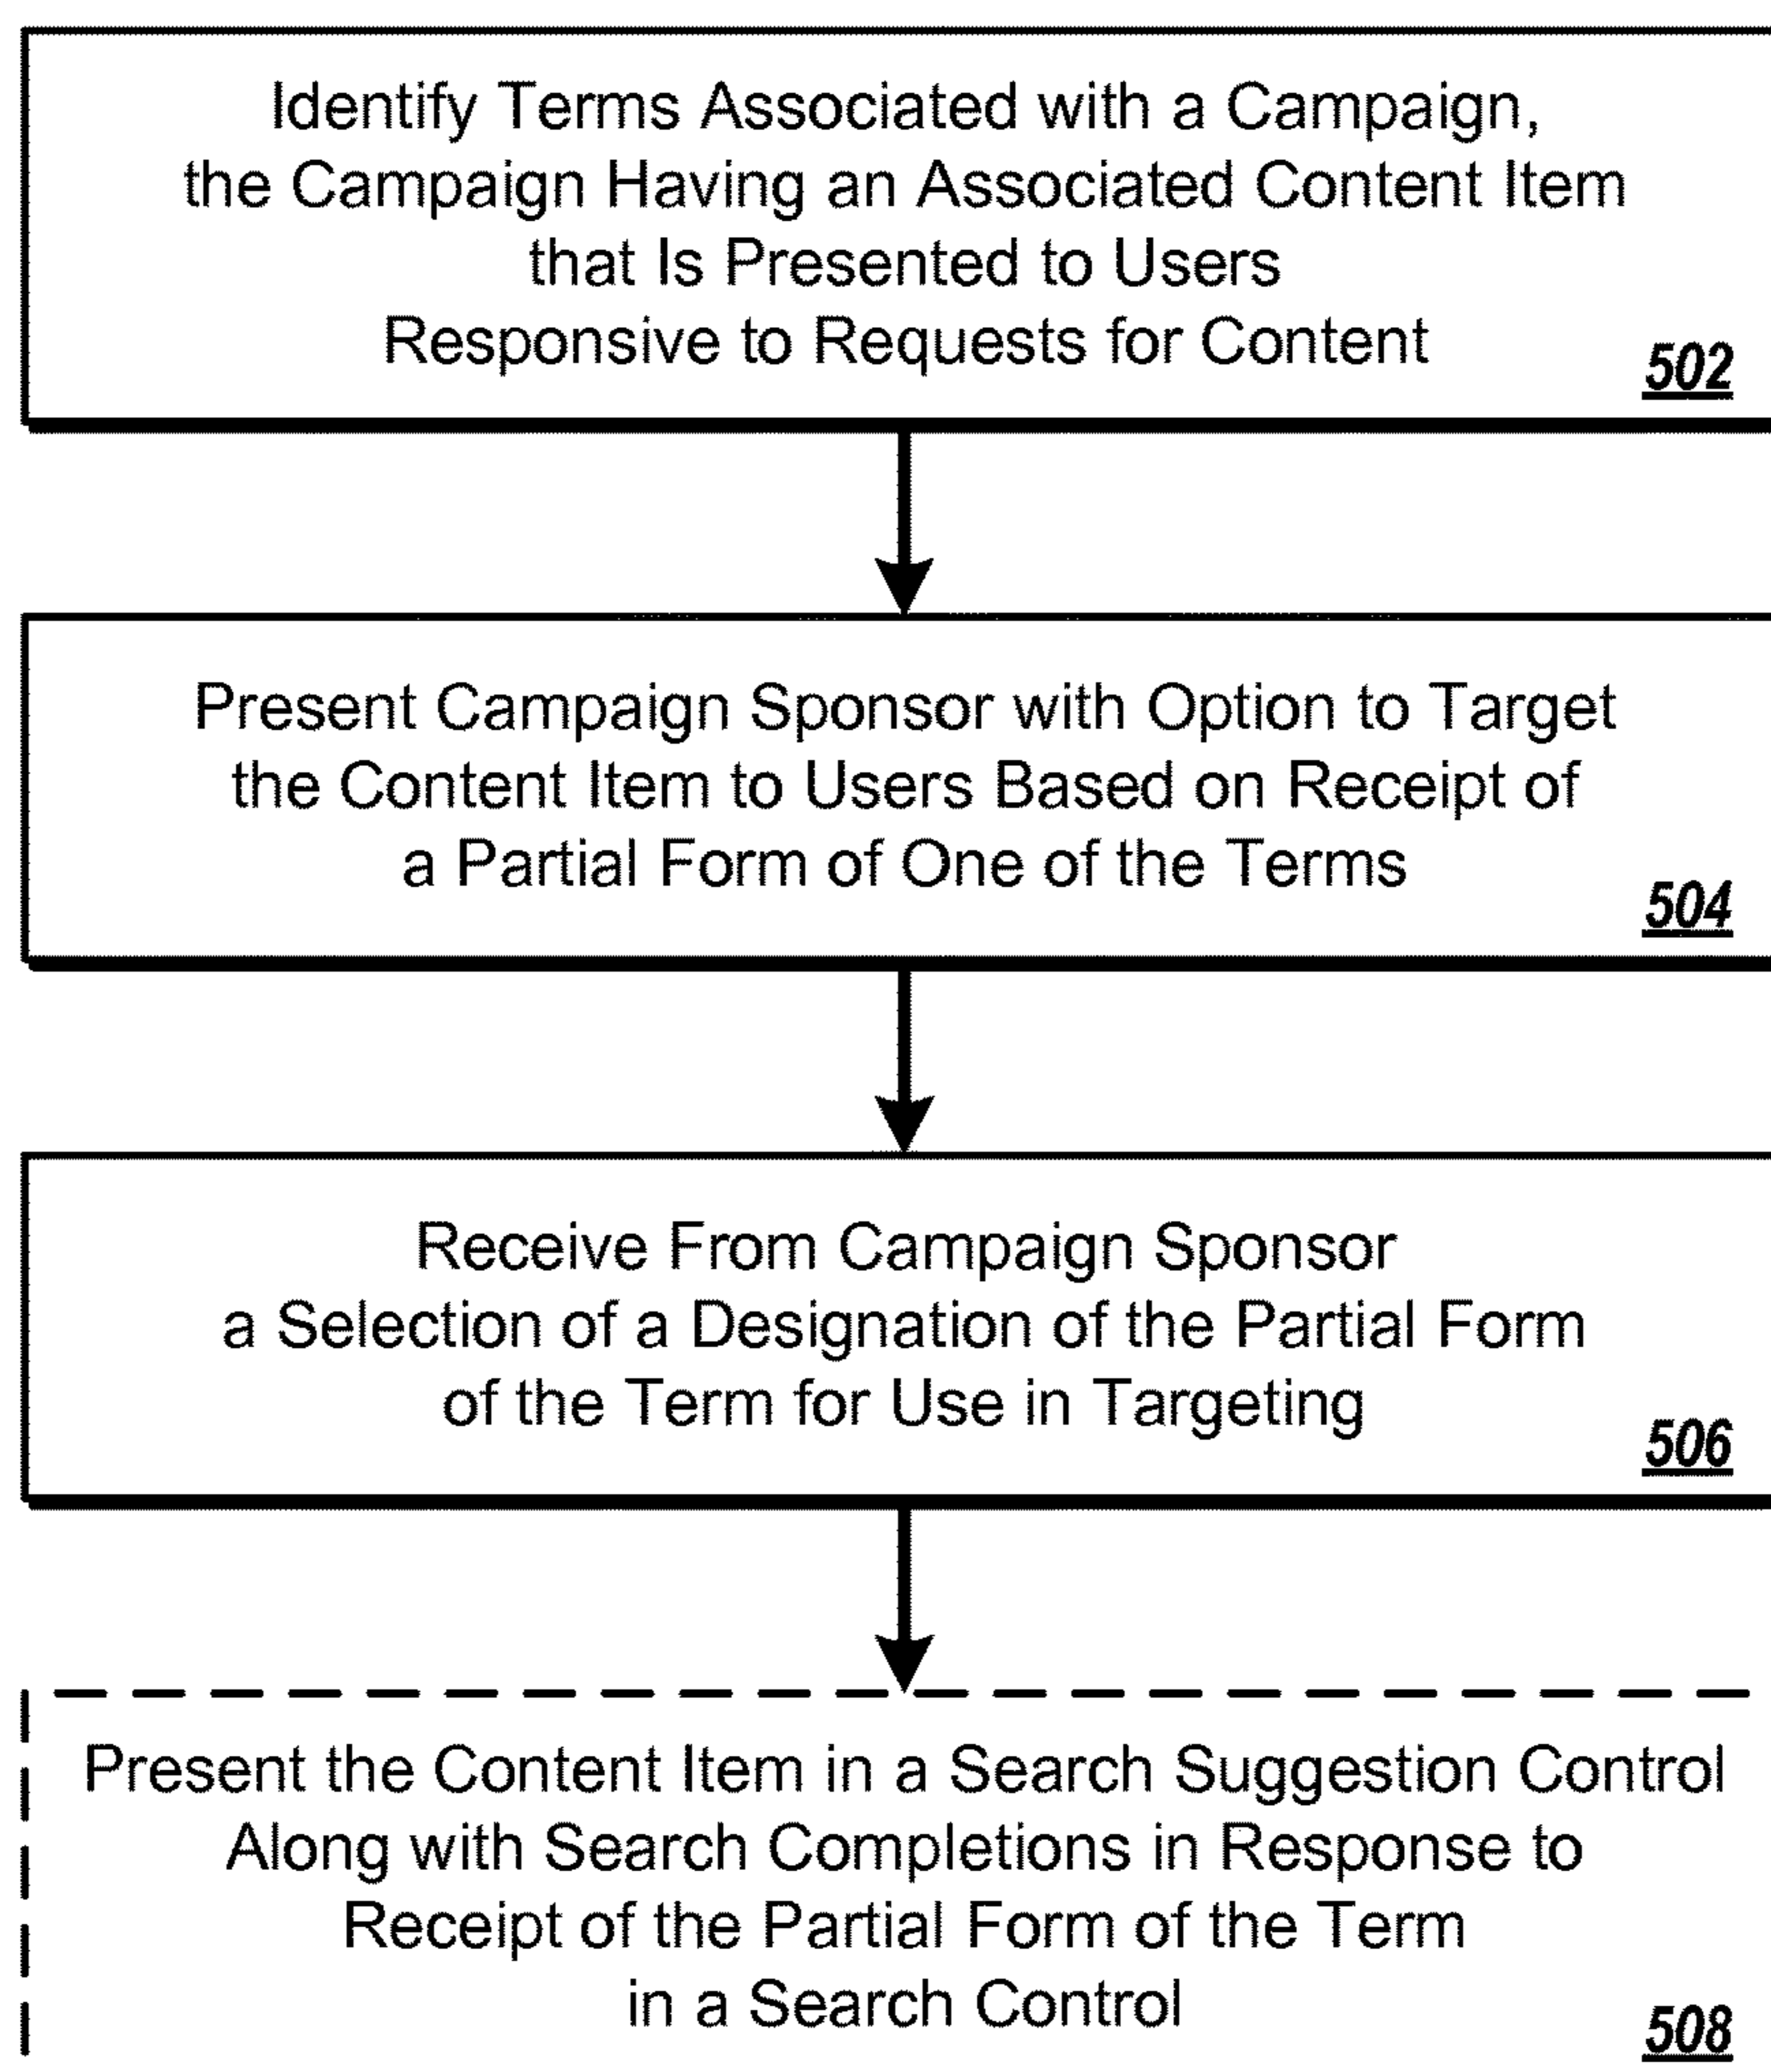 Identify Terms Associated with a Campaign,
the Campaign Having an Associated Content Item
that Is Presented to Users
Responsive to Requests for Content
502
Present Campaign Sponsor with Option to Target
the Content Item to Users Based on Receipt of
a Partial Form of One of the Terms
504
Receive From Campaign Sponsor
a Selection of a Designation of the Partial Form
of the Term for Use in Targeting
506
Present the Content Item in a Search Suggestion Control
Along with Search Completions in Response to
Receipt of the Partial Form of the Term
in a Search Control
508